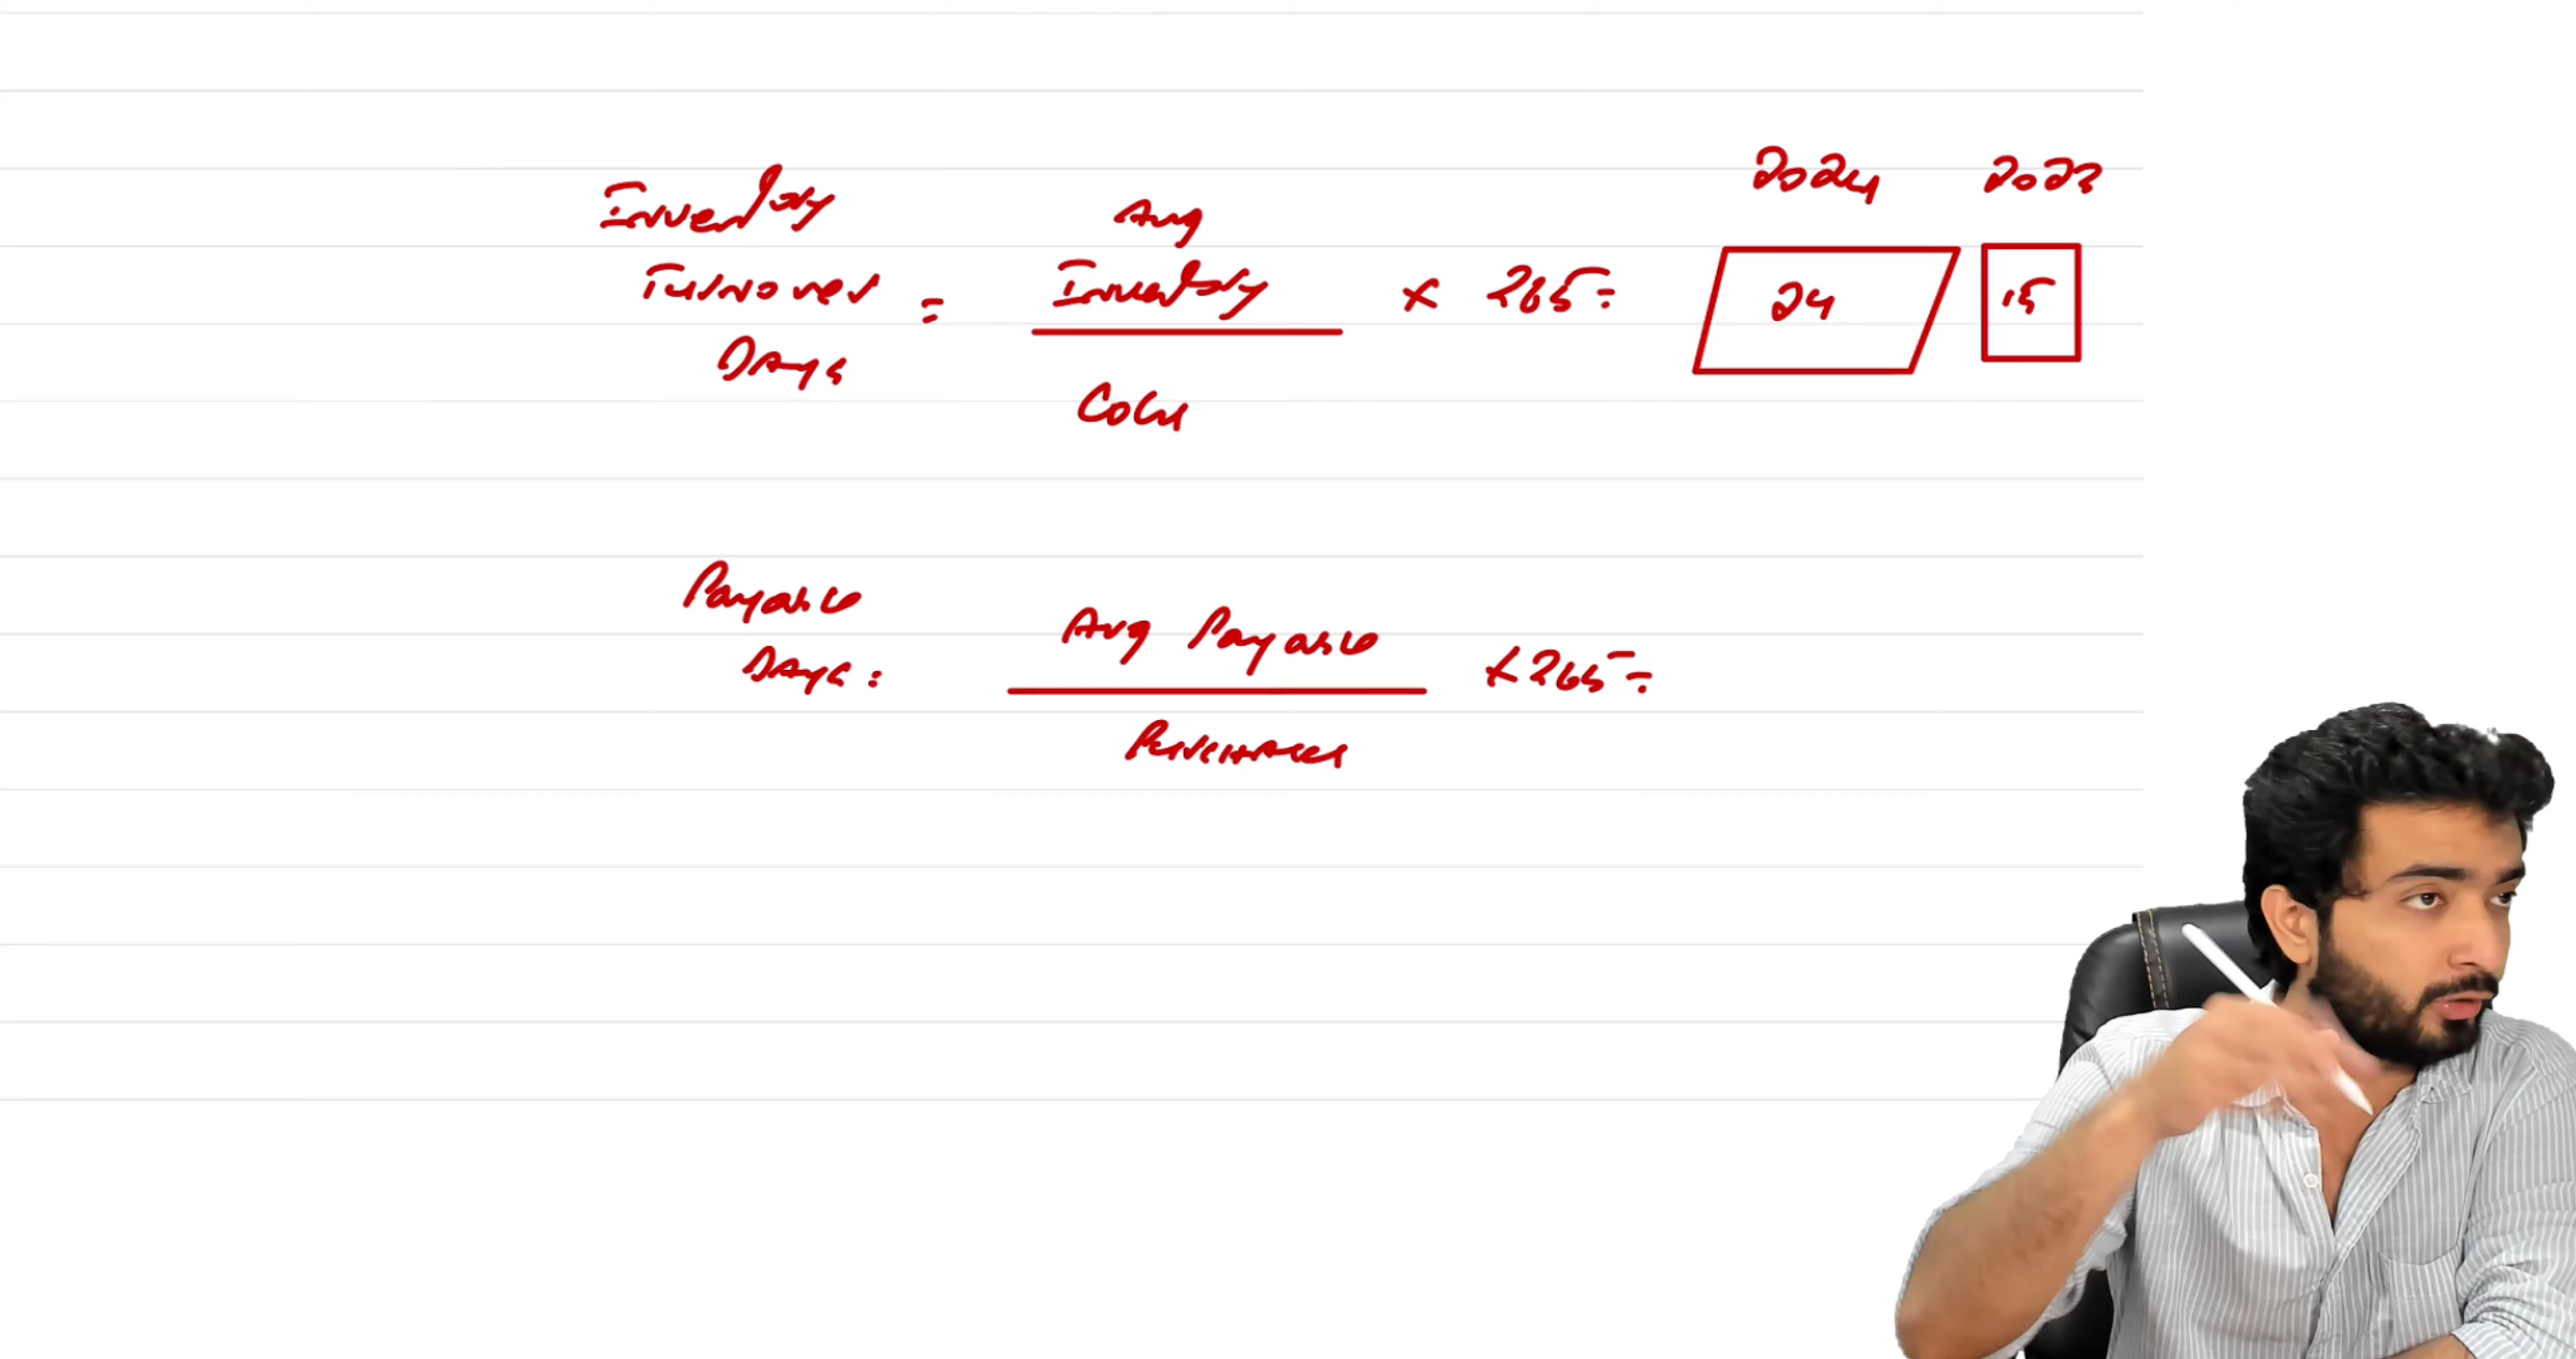 2024 2023
Inventory
Turnover
Days
=
Avg
Inventory
COGS
× 365 =
24
15
Payable
Days =
Avg Payable
Purchases
× 365 =